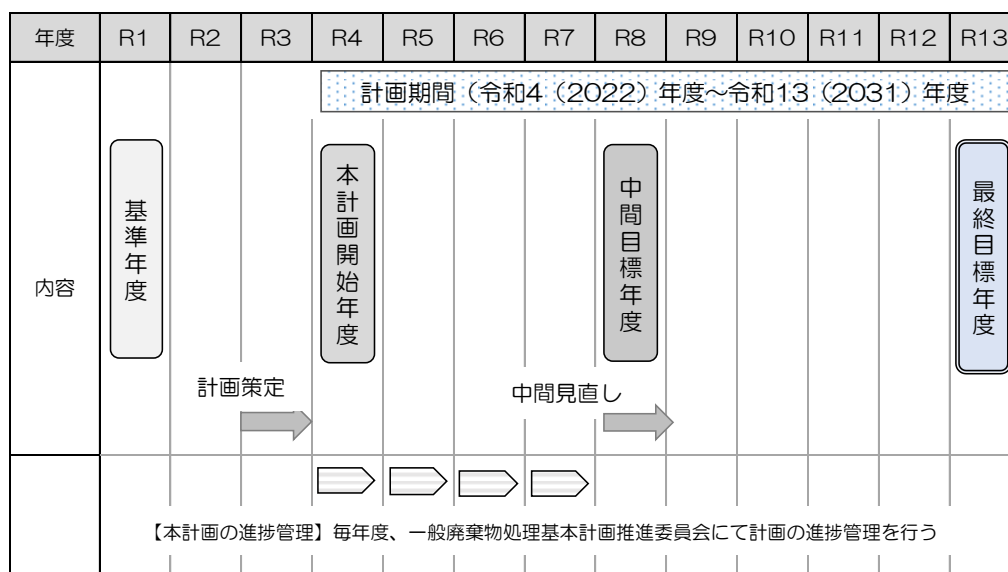 年度 R1 R2 R3 R4 R5 R6 R7 R8 R9 R10 R11 R12 R13
計画期間（令和4（2022）年度～令和13（2031）年度
内容
基準年度
本計画開始年度
中間目標年度
最終目標年度
計画策定
中間見直し
【本計画の進捗管理】毎年度、一般廃棄物処理基本計画推進委員会にて計画の進捗管理を行う